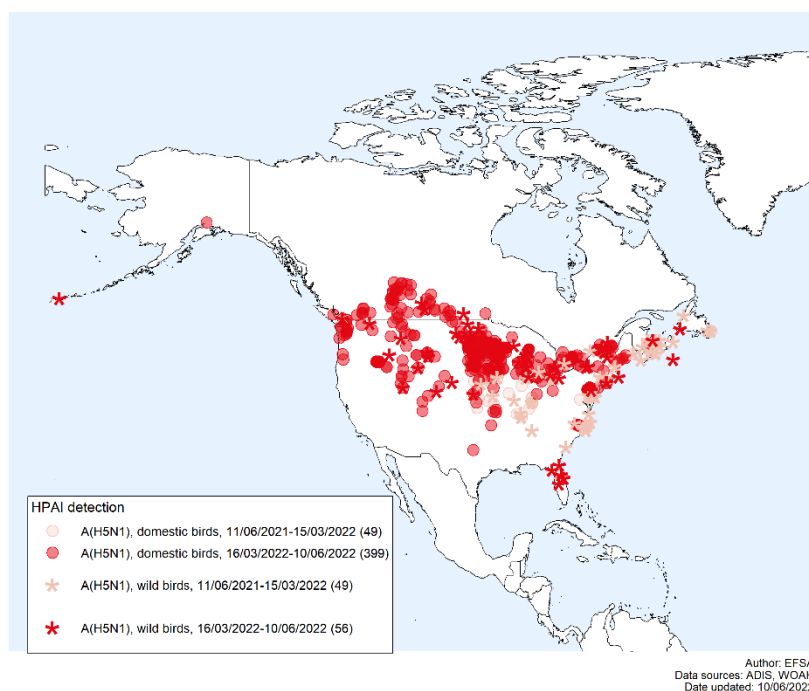 HPAI detection
A(H5N1), domestic birds, 11/06/2021-15/03/2022 (49)
A(H5N1), domestic birds, 16/03/2022-10/06/2022 (399)
A(H5N1), wild birds, 11/06/2021-15/03/2022 (49)
A(H5N1), wild birds, 16/03/2022-10/06/2022 (56)
Author: EFSA
Data sources: ADIS, WOAH
Date updated: 10/06/202